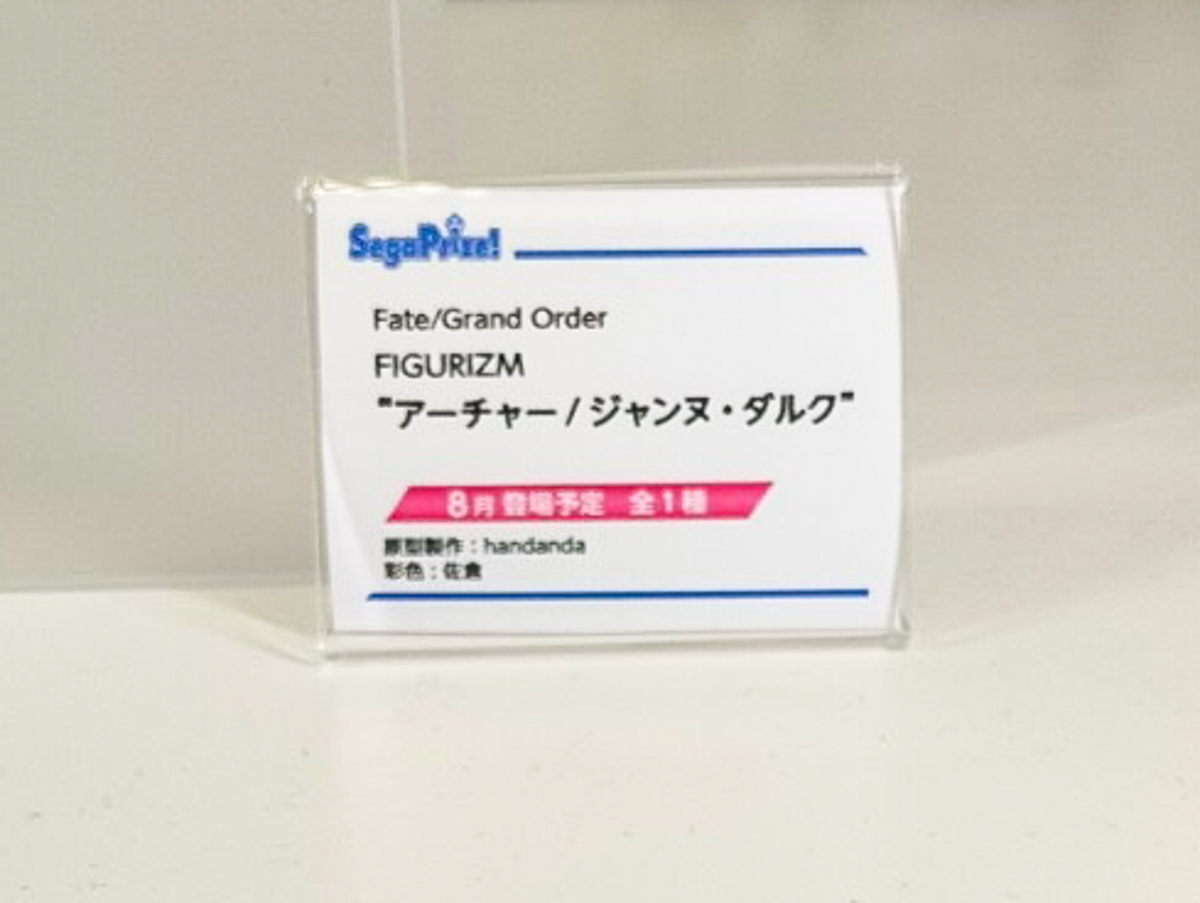 SegaPrize!
Fate/Grand Order
FIGURIZM
"アーチャー / ジャンヌ・ダルク"
8月 登場予定　全1種
原型製作：handanda
彩色：佐倉